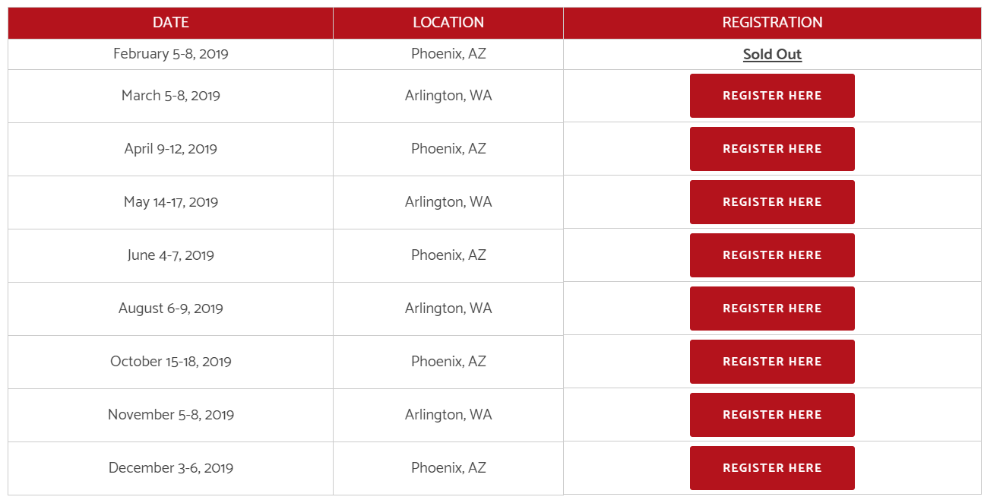 DATE LOCATION REGISTRATION
February 5-8, 2019 Phoenix, AZ Sold Out
March 5-8, 2019 Arlington, WA REGISTER HERE
April 9-12, 2019 Phoenix, AZ REGISTER HERE
May 14-17, 2019 Arlington, WA REGISTER HERE
June 4-7, 2019 Phoenix, AZ REGISTER HERE
August 6-9, 2019 Arlington, WA REGISTER HERE
October 15-18, 2019 Phoenix, AZ REGISTER HERE
November 5-8, 2019 Arlington, WA REGISTER HERE
December 3-6, 2019 Phoenix, AZ REGISTER HERE